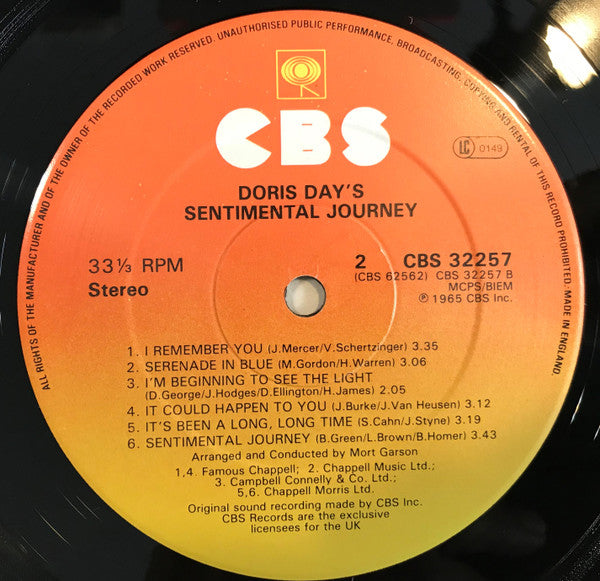 ALL RIGHTS OF THE MANUFACTURER AND OF THE OWNER OF THE RECORDED WORK RESERVED. UNAUTHORISED PUBLIC PERFORMANCE, BROADCASTING, COPYING AND RENTAL OF THIS RECORD PROHIBITED. MADE IN ENGLAND.
CBS
LC 0149
DORIS DAY'S
SENTIMENTAL JOURNEY
33⅓ RPM
Stereo
2 CBS 32257
(CBS 62562) CBS 32257 B
MCPS/BIEM
℗ 1965 CBS Inc.
1. I REMEMBER YOU (J.Mercer/V.Schertzinger) 3.35
2. SERENADE IN BLUE (M.Gordon/H.Warren) 3.06
3. I'M BEGINNING TO SEE THE LIGHT
(D.George/J.Hodges/D.Ellington/H.James) 2.05
4. IT COULD HAPPEN TO YOU (J.Burke/J.Van Heusen) 3.12
5. IT'S BEEN A LONG, LONG TIME (S.Cahn/J.Styne) 3.19
6. SENTIMENTAL JOURNEY (B.Green/L.Brown/B.Homer) 3.43
Arranged and Conducted by Mort Garson
1,4. Famous Chappell; 2. Chappell Music Ltd.;
3. Campbell Connelly & Co. Ltd.;
5,6. Chappell Morris Ltd.
Original sound recording made by CBS Inc.
CBS Records are the exclusive
licensees for the UK